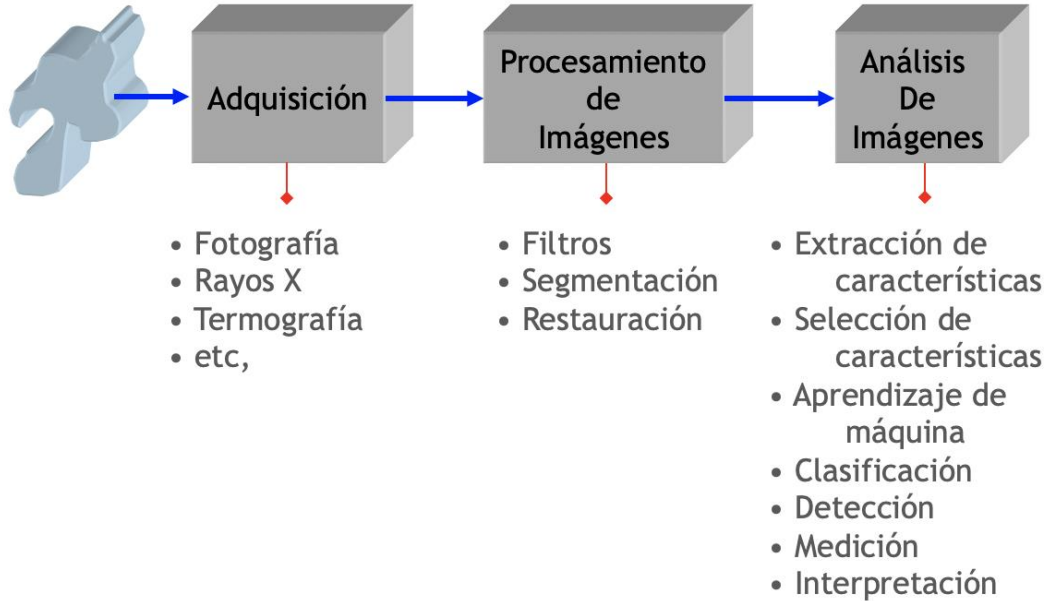 Adquisición
Procesamiento
de
Imágenes
Análisis
De
Imágenes
• Fotografía
• Rayos X
• Termografía
• etc,
• Filtros
• Segmentación
• Restauración
• Extracción de
características
• Selección de
características
• Aprendizaje de
máquina
• Clasificación
• Detección
• Medición
• Interpretación